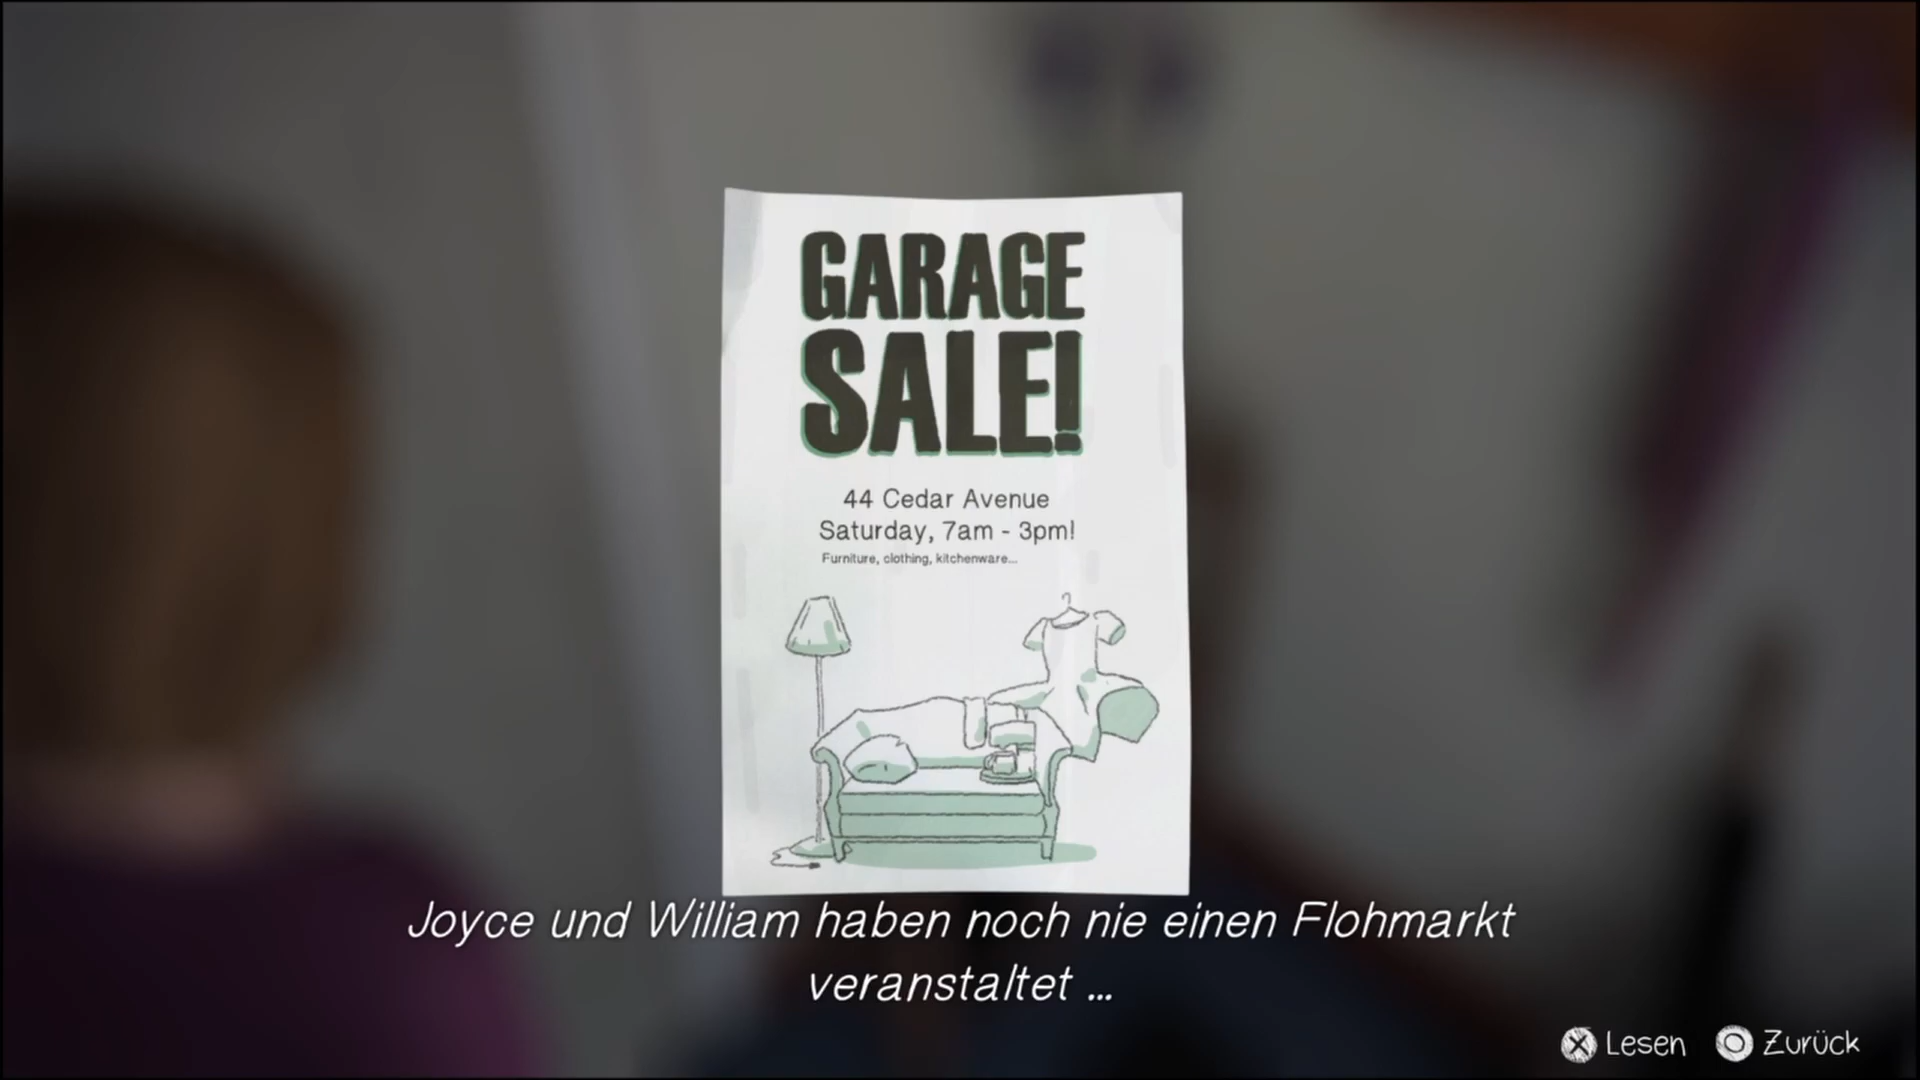 GARAGE
SALE!
44 Cedar Avenue
Saturday, 7am - 3pm!
Furniture, clothing, kitchenware...
Joyce und William haben noch nie einen Flohmarkt
veranstaltet ...
Lesen
Zurück